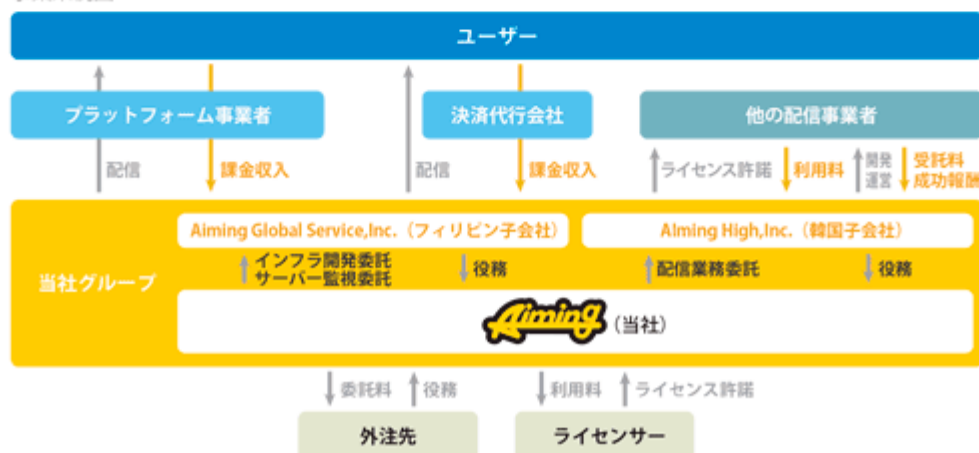 ユーザー
プラットフォーム事業者
決済代行会社
他の配信事業者
配信
課金収入
配信
課金収入
ライセンス許諾
利用料
開発
運営
受託料
成功報酬
Aiming Global Service,Inc.（フィリピン子会社）
AIming High,Inc.（韓国子会社）
インフラ開発委託
サーバー監視委託
役務
配信業務委託
役務
当社グループ
Aiming（当社）
委託料
役務
利用料
ライセンス許諾
外注先
ライセンサー